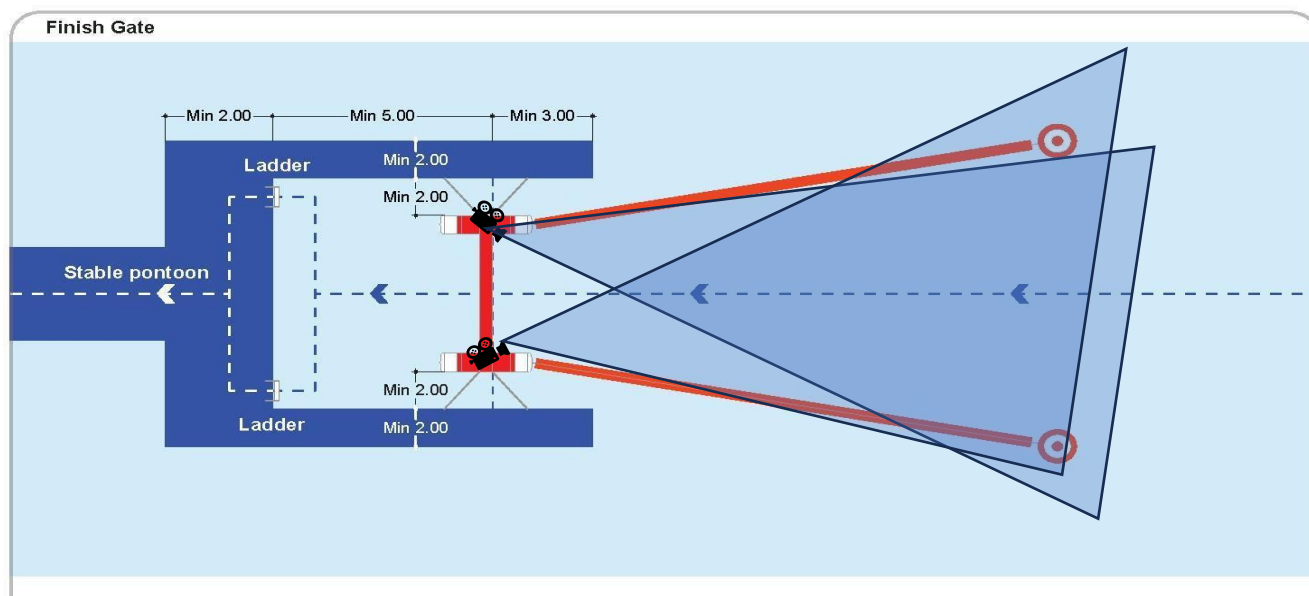 Finish Gate
Min 2.00
Min 5.00
Min 3.00
Ladder
Min 2.00
Min 2.00
Stable pontoon
Min 2.00
Ladder
Min 2.00